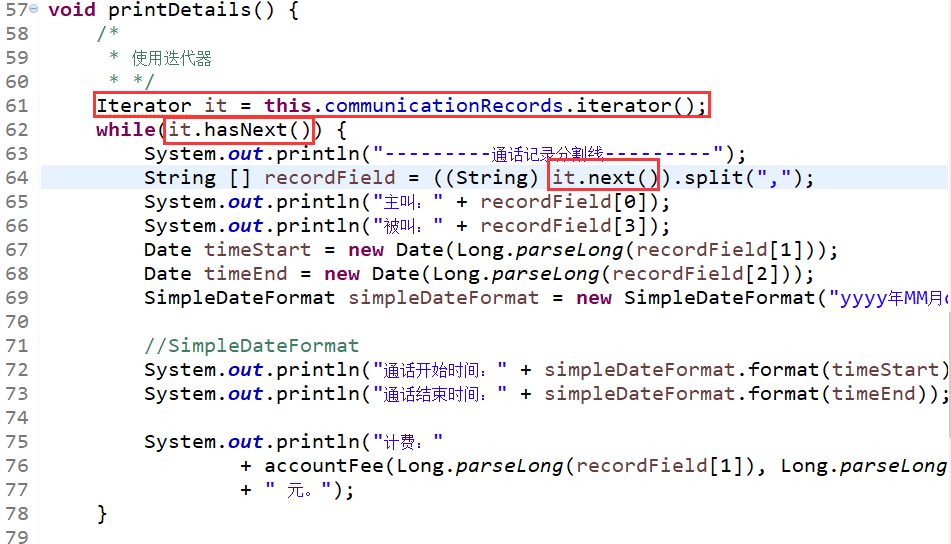 57 void printDetails() {
58 /*
59 * 使用迭代器
60 * */
61 Iterator it = this.communicationRecords.iterator();
62 while(it.hasNext()) {
63 System.out.println("---------通话记录分割线---------");
64 String [] recordField = ((String) it.next()).split(",");
65 System.out.println("主叫：" + recordField[0]);
66 System.out.println("被叫：" + recordField[3]);
67 Date timeStart = new Date(Long.parseLong(recordField[1]));
68 Date timeEnd = new Date(Long.parseLong(recordField[2]));
69 SimpleDateFormat simpleDateFormat = new SimpleDateFormat("yyyy年MM月
70
71 //SimpleDateFormat
72 System.out.println("通话开始时间：" + simpleDateFormat.format(timeStart)
73 System.out.println("通话结束时间：" + simpleDateFormat.format(timeEnd));
74
75 System.out.println("计费："
76 + accountFee(Long.parseLong(recordField[1]), Long.parseLong
77 + " 元。");
78 }
79